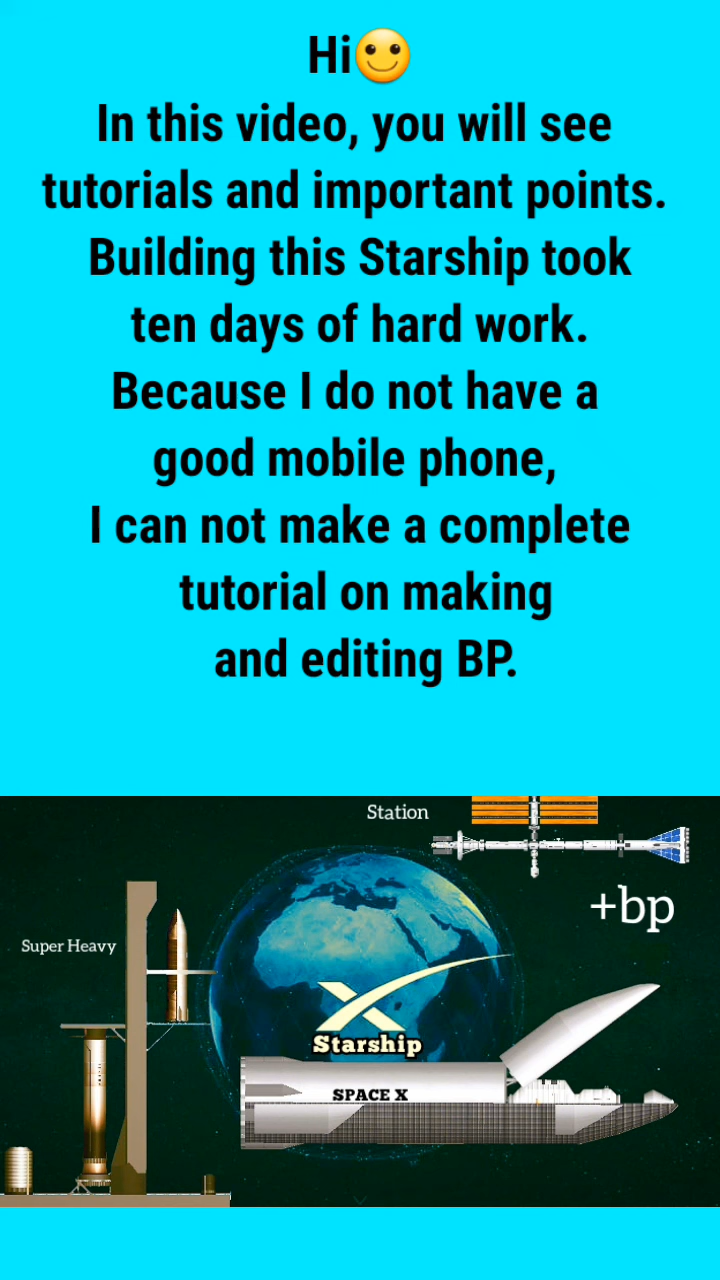 Hi🙂
In this video, you will see
tutorials and important points.
Building this Starship took
ten days of hard work.
Because I do not have a
good mobile phone,
I can not make a complete
tutorial on making
and editing BP.
Station
+bp
Super Heavy
X
Starship
SPACE X